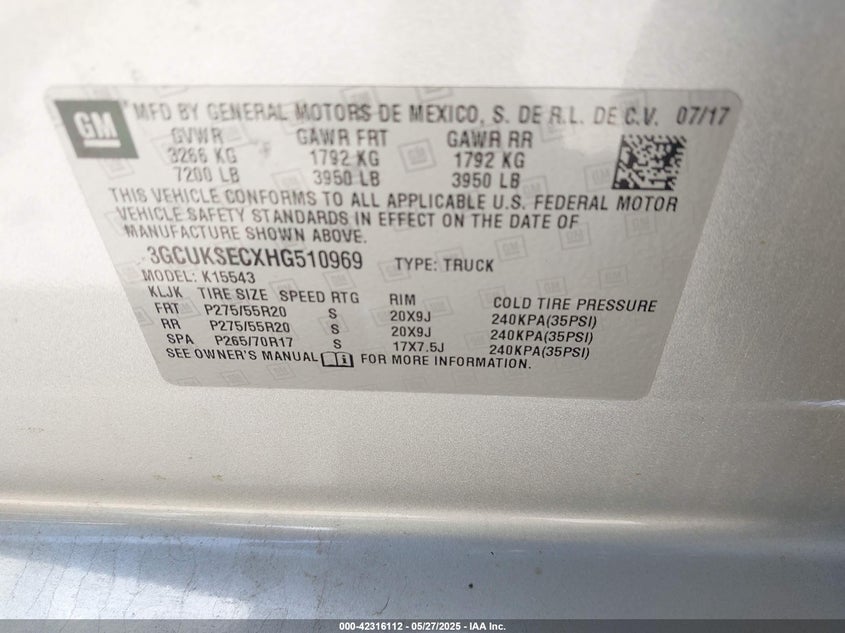 GM MFD BY GENERAL MOTORS DE MEXICO, S. DE R.L. DE C.V. 07/17
GVWR GAWR FRT GAWR RR
3266 KG 1792 KG 1792 KG
7200 LB 3950 LB 3950 LB
THIS VEHICLE CONFORMS TO ALL APPLICABLE U.S. FEDERAL MOTOR
VEHICLE SAFETY STANDARDS IN EFFECT ON THE DATE OF
MANUFACTURE SHOWN ABOVE.
3GCUKSECXHG510969 TYPE: TRUCK
MODEL: K15543
KLJK TIRE SIZE SPEED RTG RIM COLD TIRE PRESSURE
FRT P275/55R20 S 20X9J 240KPA(35PSI)
RR P275/55R20 S 20X9J 240KPA(35PSI)
SPA P265/70R17 S 17X7.5J 240KPA(35PSI)
SEE OWNER'S MANUAL FOR MORE INFORMATION.
000-42316112 — 05/27/2025 — IAA Inc.